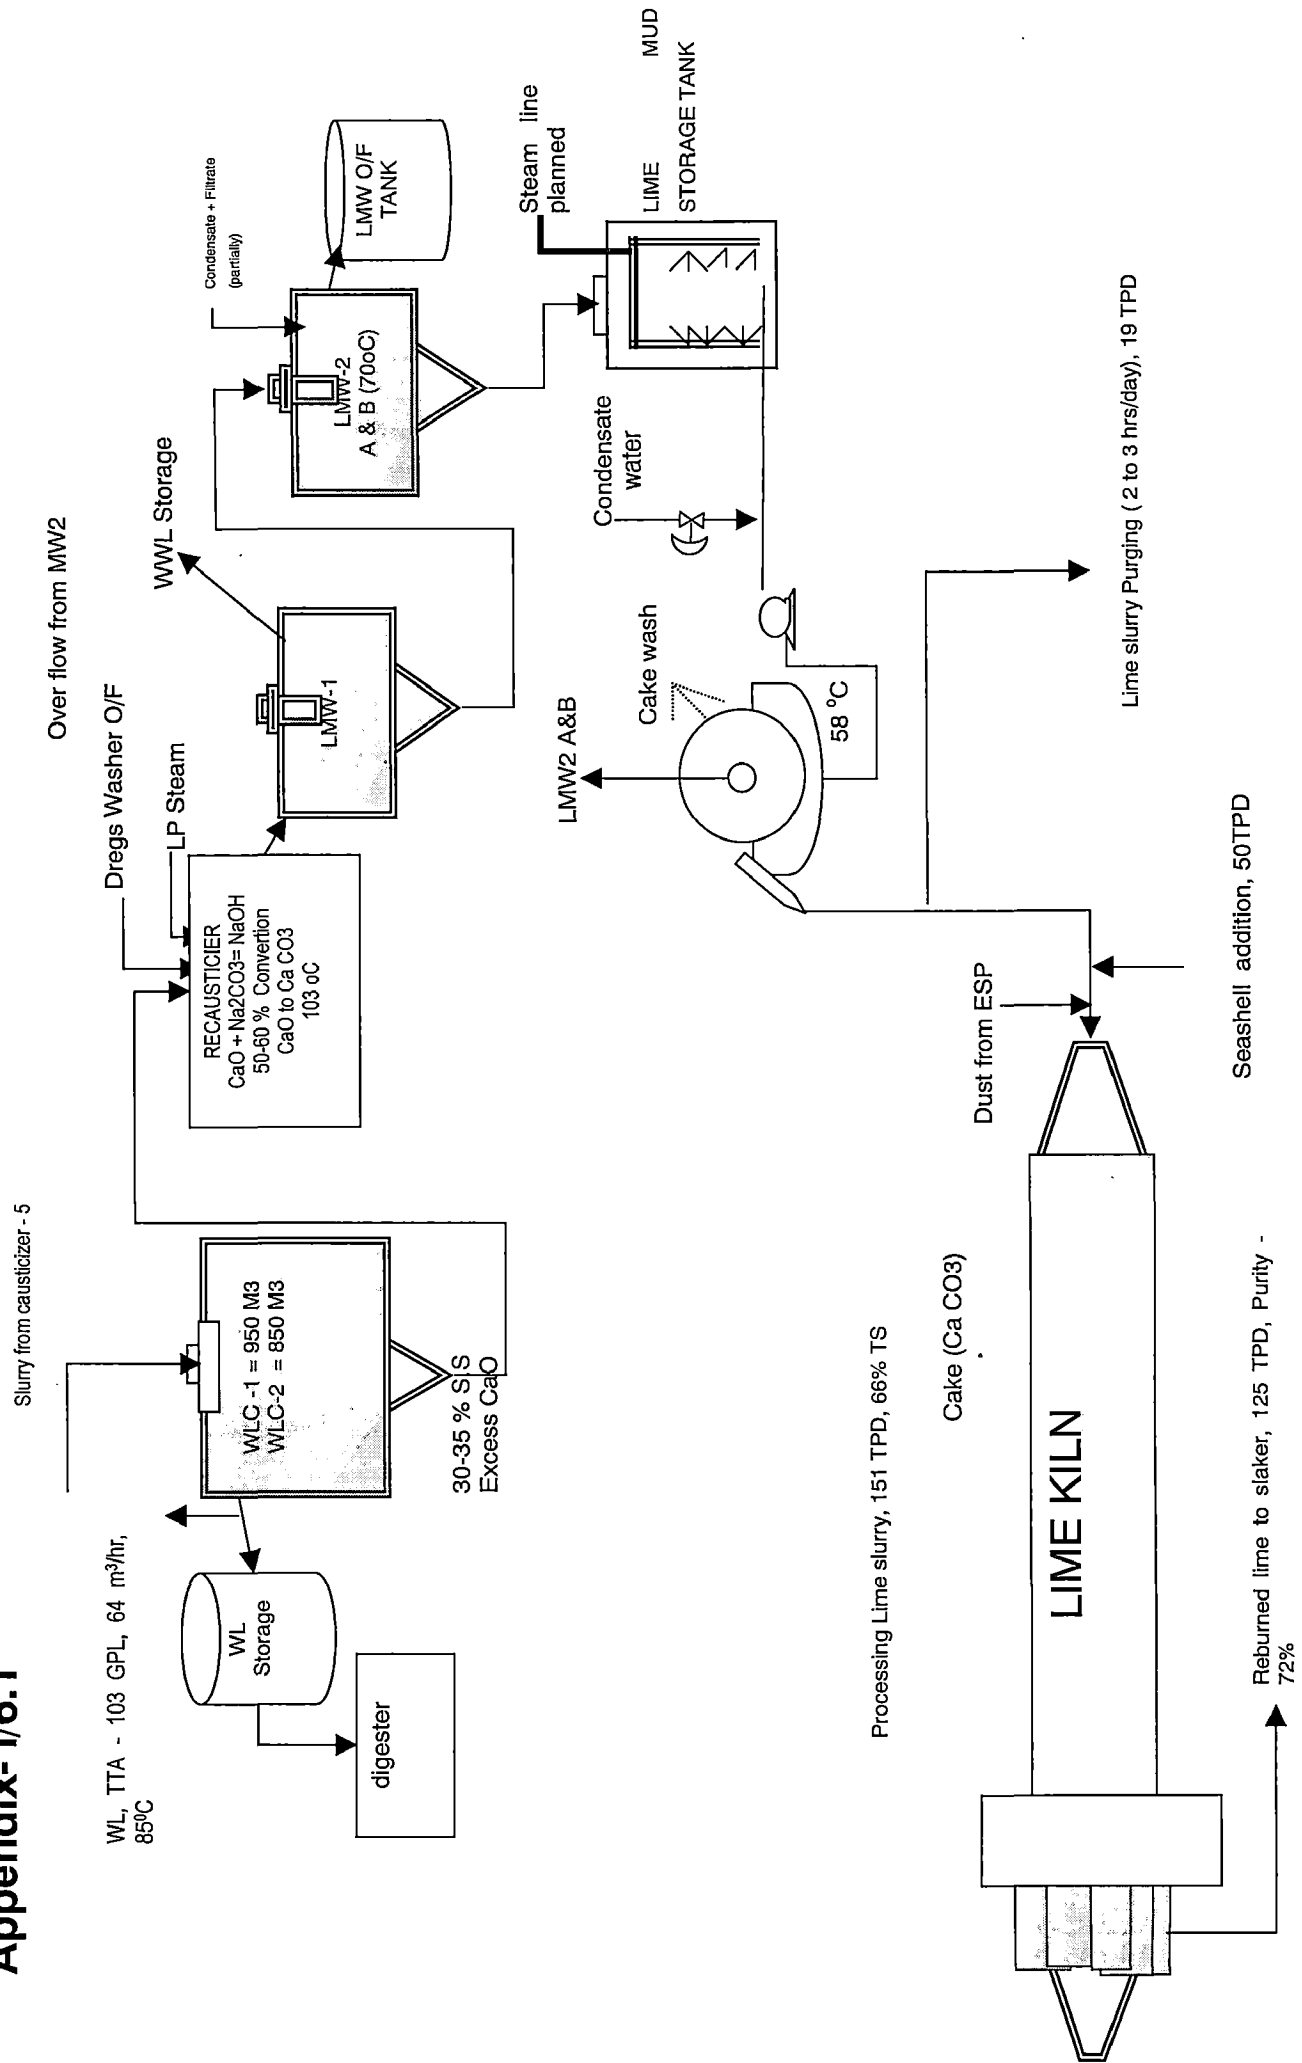 Appendix- 1/6.1
Slurry from causticizer - 5
Over flow from MW2
WL, TTA - 103 GPL, 64 m³/hr,
85⁰C
Dregs Washer O/F
LP Steam
WWL Storage
Condensate + Filtrate
(partially)
WL
Storage
digester
WLC -1 = 950 M3
WLC-2 = 850 M3
30-35 % S.S
Excess CaO
RECAUSTICIER
CaO + Na2CO3= NaOH
50-60 % Convertion
CaO to Ca CO3
103 oC
LMW-1
LMW-2
A & B (70oC)
LMW O/F
TANK
Steam line
planned
LIME MUD
STORAGE TANK
Condensate
water
Cake wash
LMW2 A&B
58 ⁰C
Processing Lime slurry, 151 TPD, 66% TS
Cake (Ca CO3)
Dust from ESP
Lime slurry Purging ( 2 to 3 hrs/day), 19 TPD
LIME KILN
Seashell addition, 50TPD
Reburned lime to slaker, 125 TPD, Purity -
72%